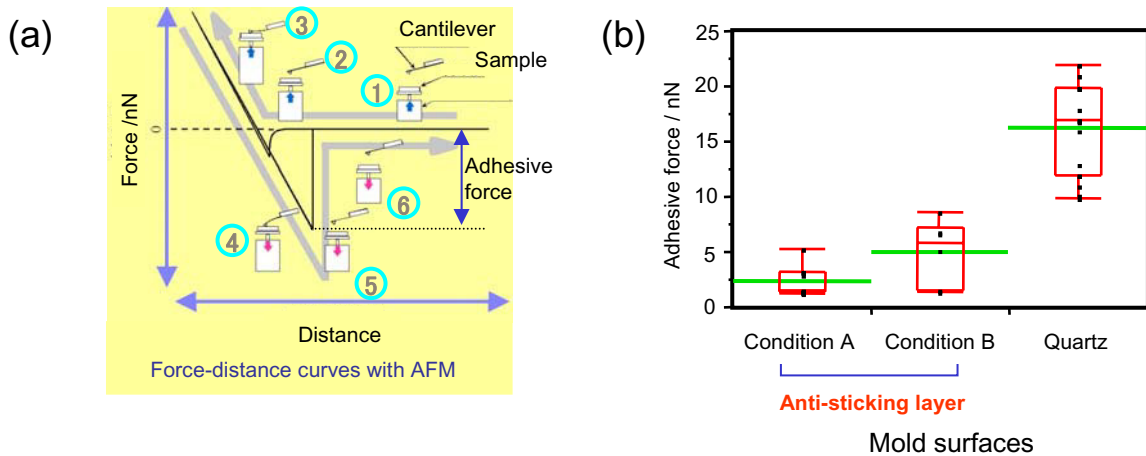 (a)
③
②
①
Cantilever
Sample
Force /nN
0
Adhesive
force
④
⑥
⑤
Distance
Force-distance curves with AFM
(b)
Adhesive force / nN
25
20
15
10
5
0
Condition A
Condition B
Quartz
Anti-sticking layer
Mold surfaces